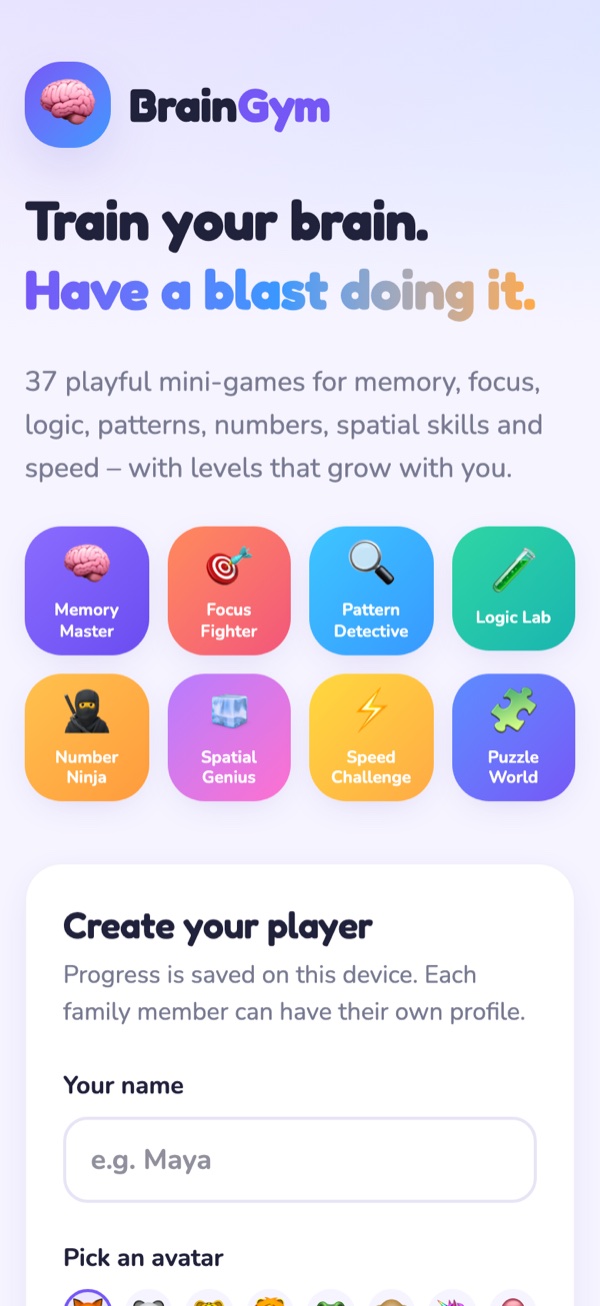 BrainGym
Train your brain.
Have a blast doing it.
37 playful mini-games for memory, focus,
logic, patterns, numbers, spatial skills and
speed – with levels that grow with you.
Memory
Master
Focus
Fighter
Pattern
Detective
Logic Lab
Number
Ninja
Spatial
Genius
Speed
Challenge
Puzzle
World
Create your player
Progress is saved on this device. Each
family member can have their own profile.
Your name
e.g. Maya
Pick an avatar